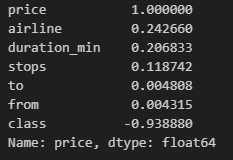 price 1.000000
airline 0.242660
duration_min 0.206833
stops 0.118742
to 0.004808
from 0.004315
class -0.938880
Name: price, dtype: float64